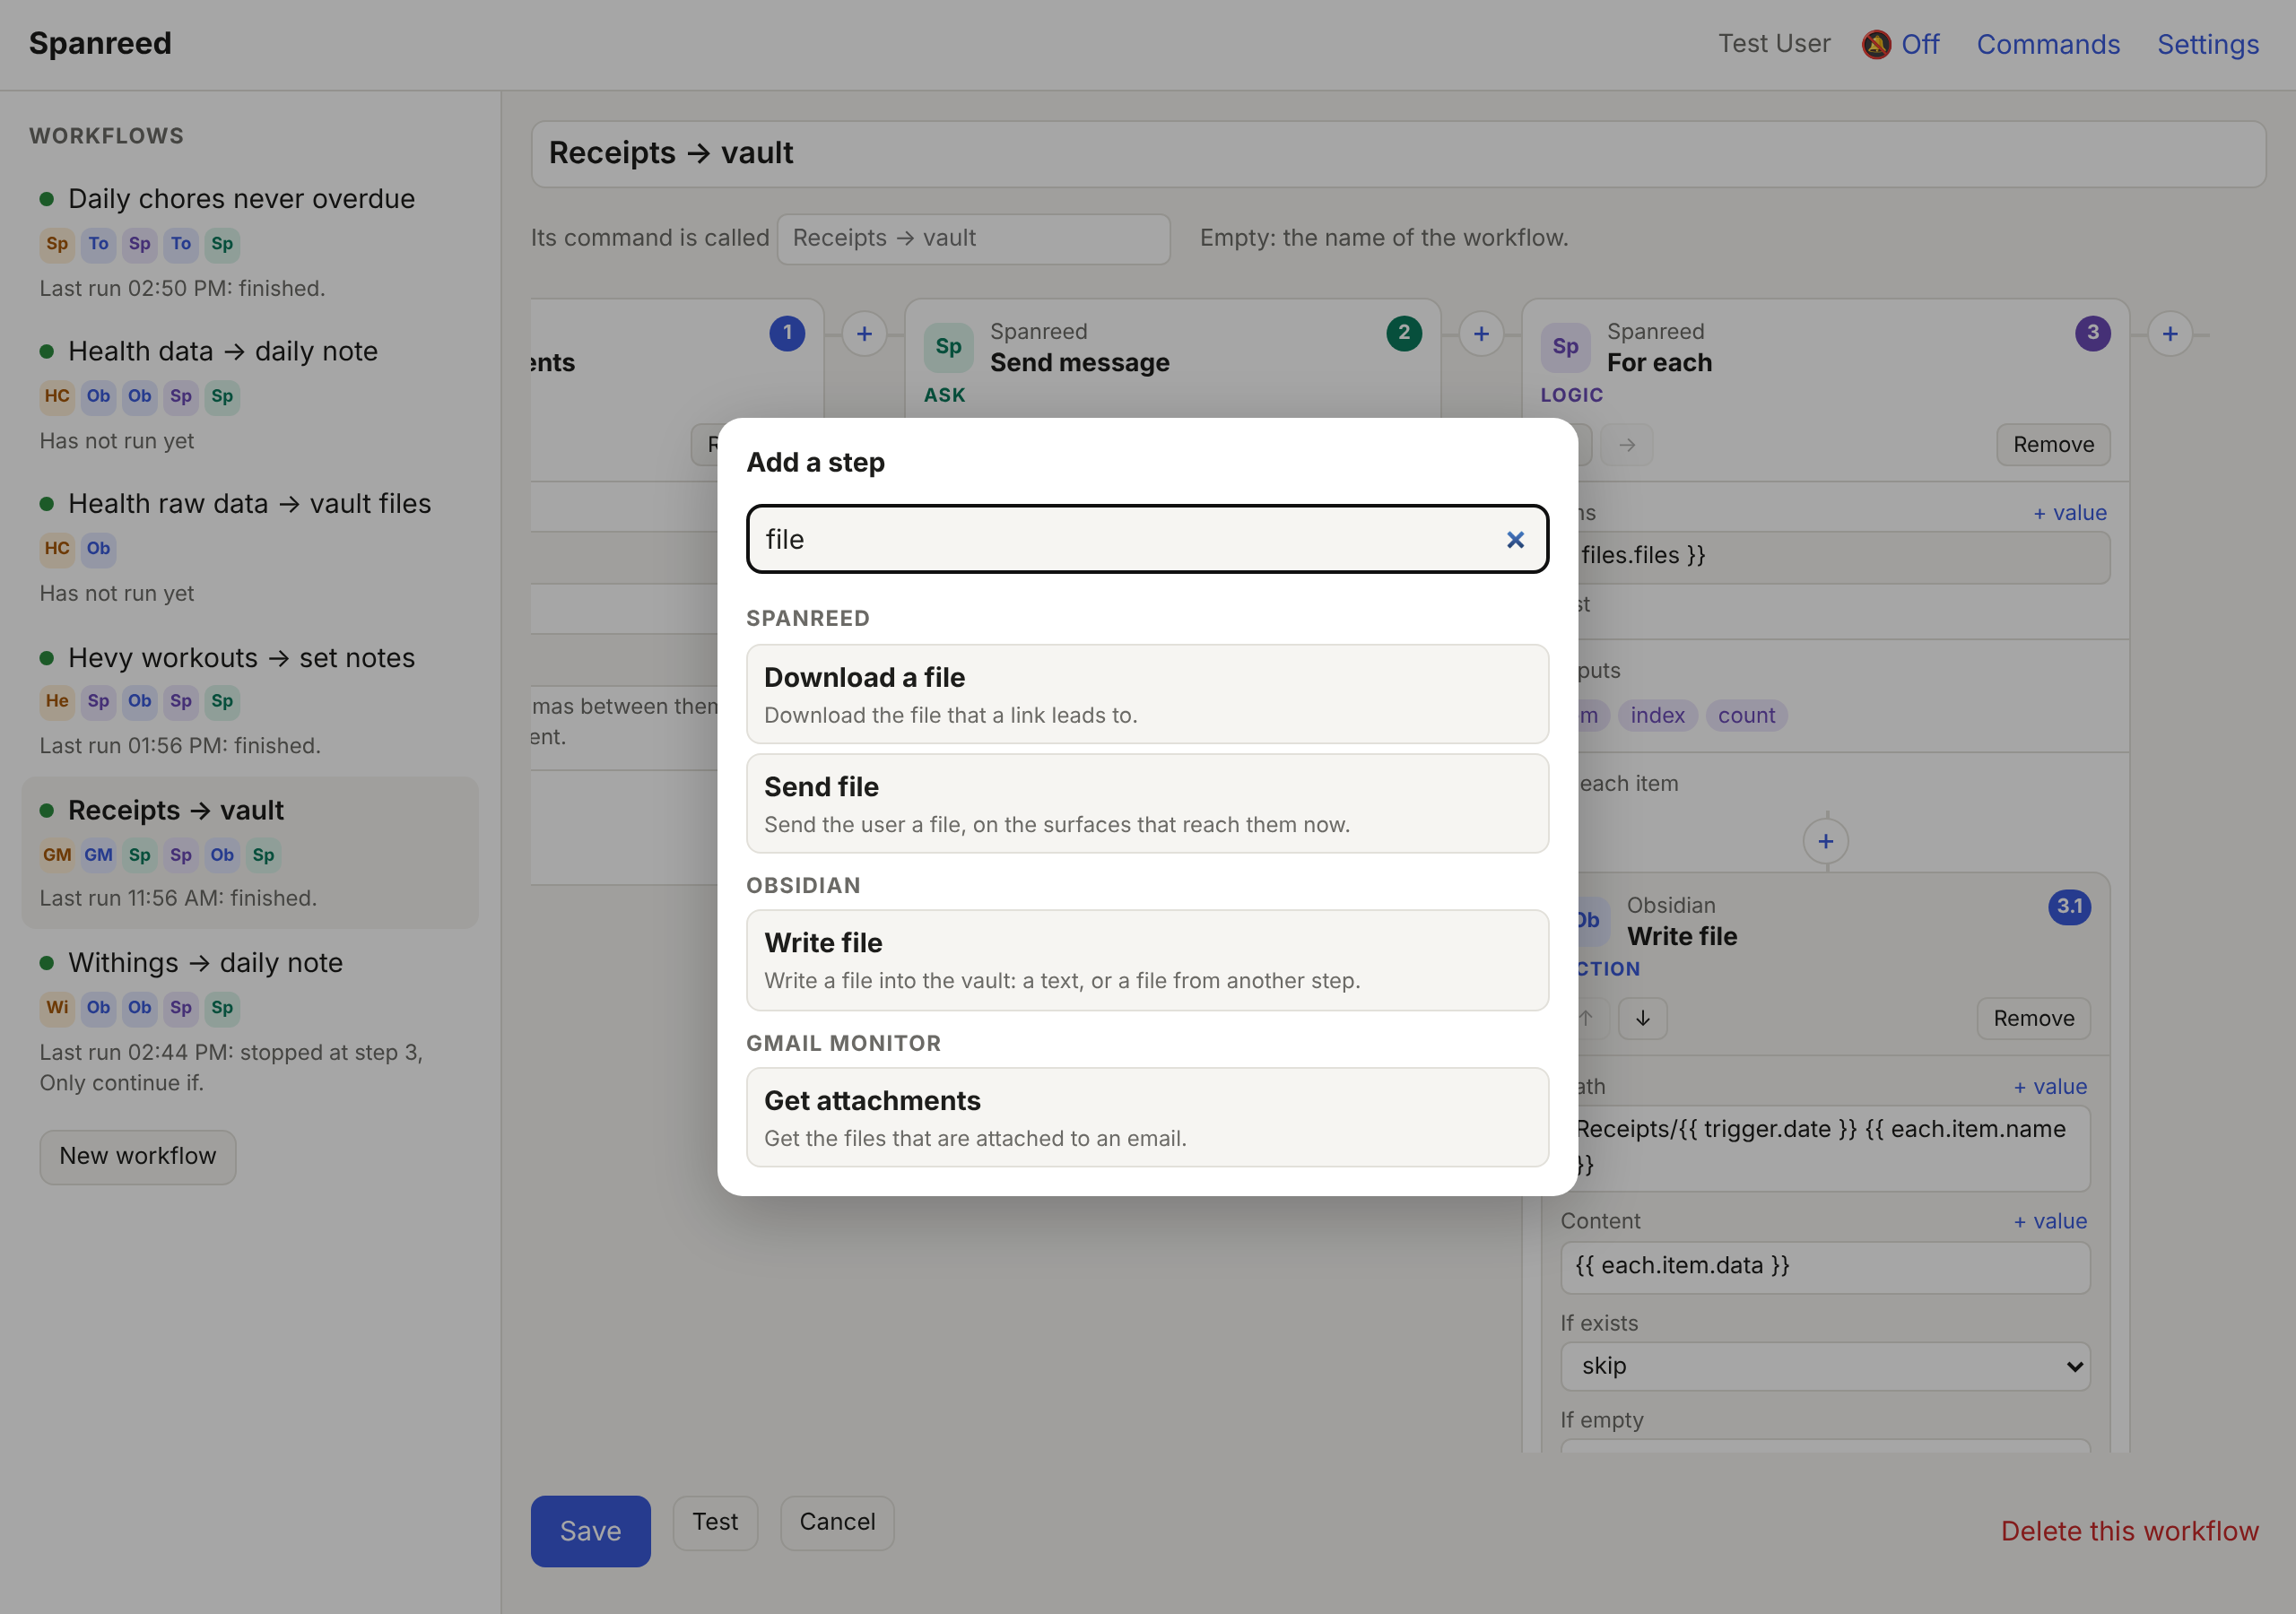 Spanreed
Test User
Off
Commands
Settings
WORKFLOWS
Daily chores never overdue
Sp To Sp To Sp
Last run 02:50 PM: finished.
Health data → daily note
HC Ob Ob Sp Sp
Has not run yet
Health raw data → vault files
HC Ob
Has not run yet
Hevy workouts → set notes
He Sp Ob Sp Sp
Last run 01:56 PM: finished.
Receipts → vault
GM GM Sp Sp Ob Sp
Last run 11:56 AM: finished.
Withings → daily note
Wi Ob Ob Sp Sp
Last run 02:44 PM: stopped at step 3,
Only continue if.
New workflow
Receipts → vault
Its command is called
Receipts → vault
Empty: the name of the workflow.
1
+
Sp
Spanreed
Send message
2
ASK
+
Sp
Spanreed
For each
3
LOGIC
+
→
Remove
+ value
files.files }}
index
count
each item
+
Obsidian
Write file
3.1
↑
↓
Remove
+ value
Receipts/{{ trigger.date }} {{ each.item.name
}}
Content
+ value
{{ each.item.data }}
If exists
skip
If empty
between
Add a step
file
SPANREED
Download a file
Download the file that a link leads to.
Send file
Send the user a file, on the surfaces that reach them now.
OBSIDIAN
Write file
Write a file into the vault: a text, or a file from another step.
GMAIL MONITOR
Get attachments
Get the files that are attached to an email.
Save
Test
Cancel
Delete this workflow